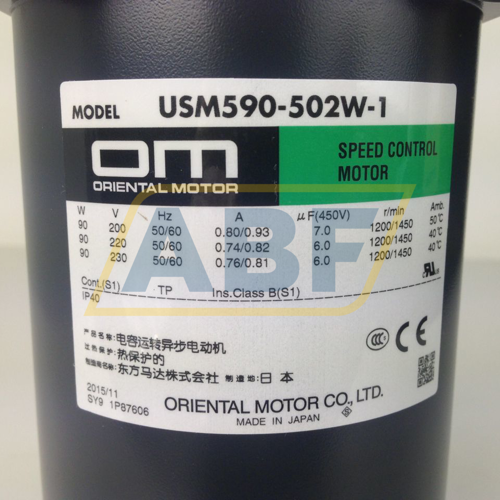 MODEL USM590-502W-1
OM
ORIENTAL MOTOR
SPEED CONTROL
MOTOR
W V Hz A μF(450V) r/min Amb.
90 200 50/60 0.80/0.93 7.0 1200/1450 50℃
90 220 50/60 0.74/0.82 6.0 1200/1450 40℃
90 230 50/60 0.76/0.81 6.0 1200/1450 40℃
Cont.(S1) TP Ins.Class B(S1)
IP40
ABF
产品名称:电容运转异步电动机
过热保护:热保护的
东方马达株式会社 制造地:日本
2015/11
SY9 1P87606
ORIENTAL MOTOR CO., LTD.
MADE IN JAPAN
CCC
S
CE
c RU US